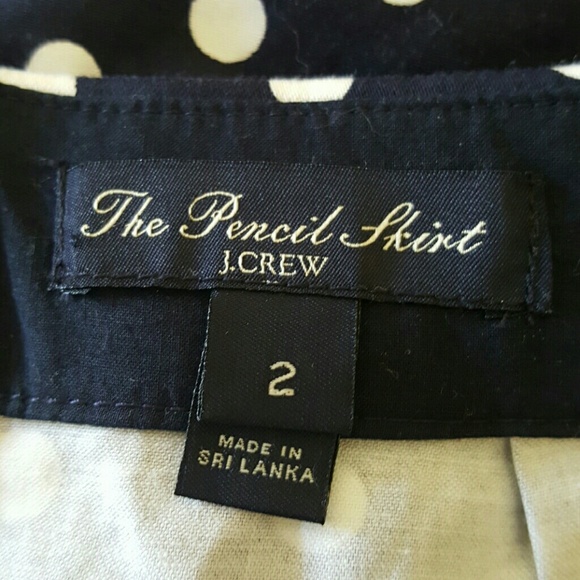 The Pencil Skirt
J.CREW
2
MADE IN
SRI LANKA